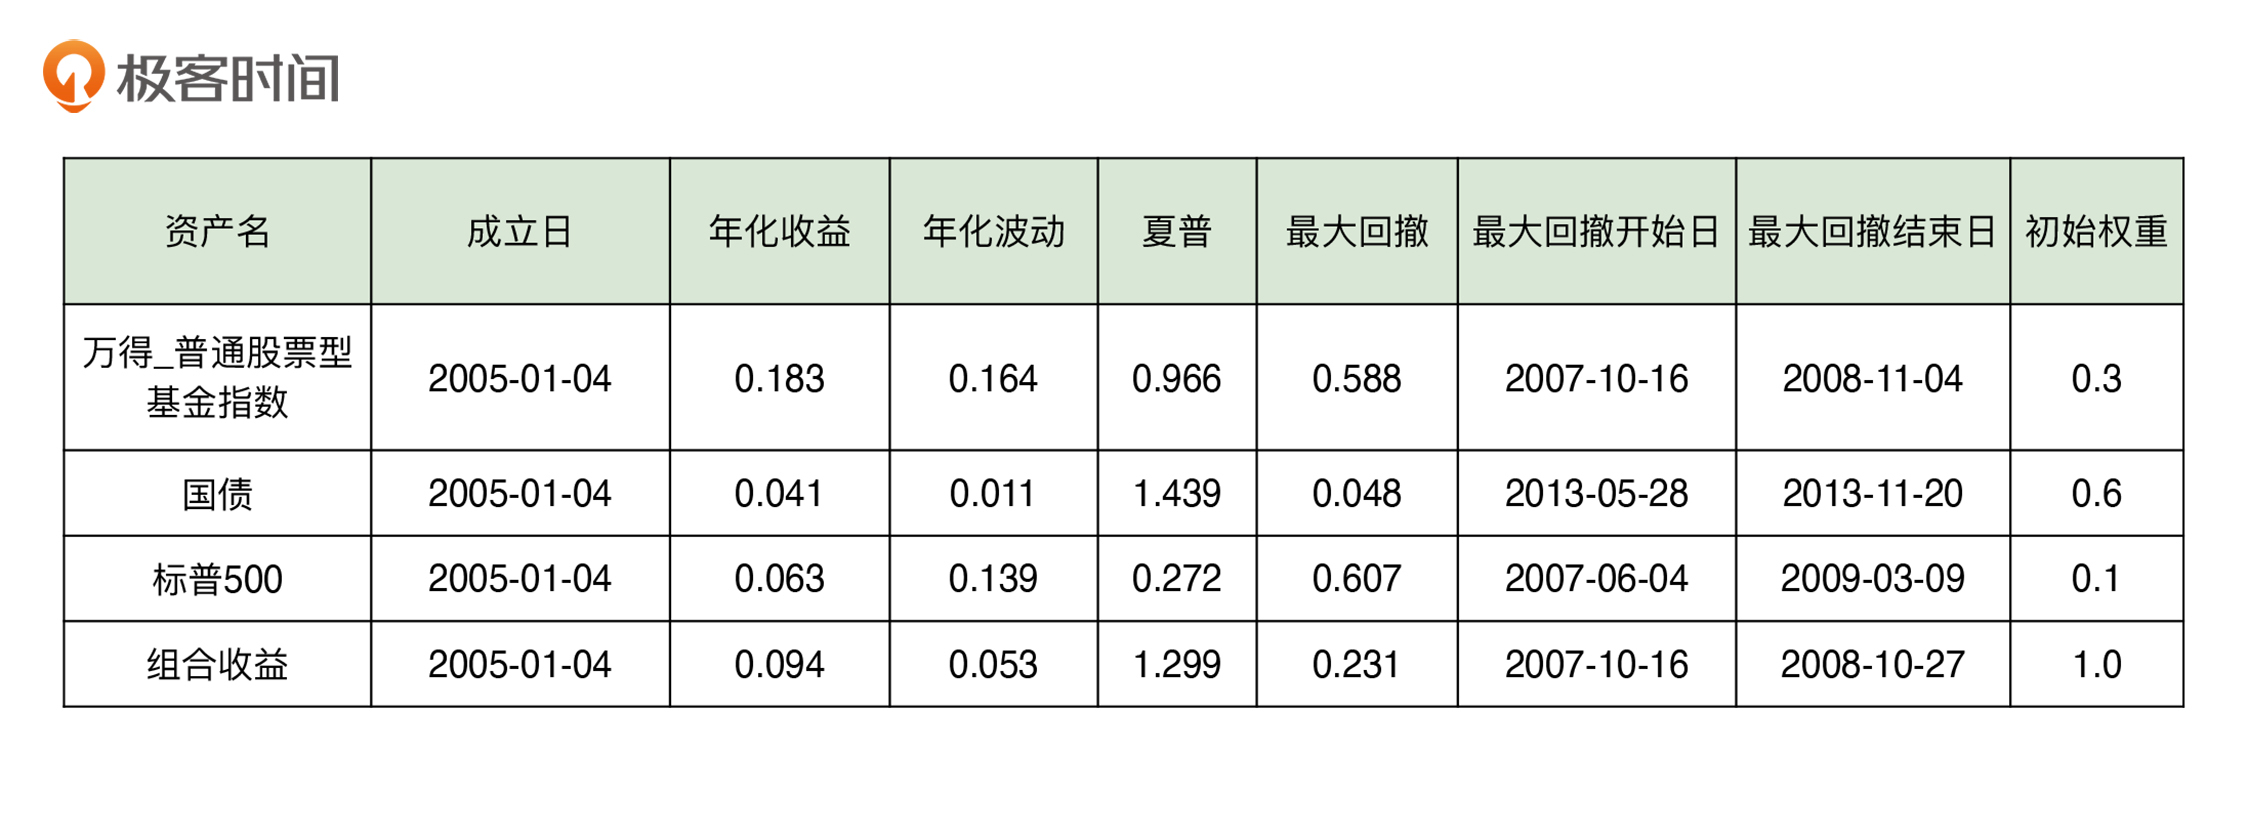 极客时间
资产名 成立日 年化收益 年化波动 夏普 最大回撤 最大回撤开始日 最大回撤结束日 初始权重
万得_普通股票型
基金指数 2005-01-04 0.183 0.164 0.966 0.588 2007-10-16 2008-11-04 0.3
国债 2005-01-04 0.041 0.011 1.439 0.048 2013-05-28 2013-11-20 0.6
标普500 2005-01-04 0.063 0.139 0.272 0.607 2007-06-04 2009-03-09 0.1
组合收益 2005-01-04 0.094 0.053 1.299 0.231 2007-10-16 2008-10-27 1.0